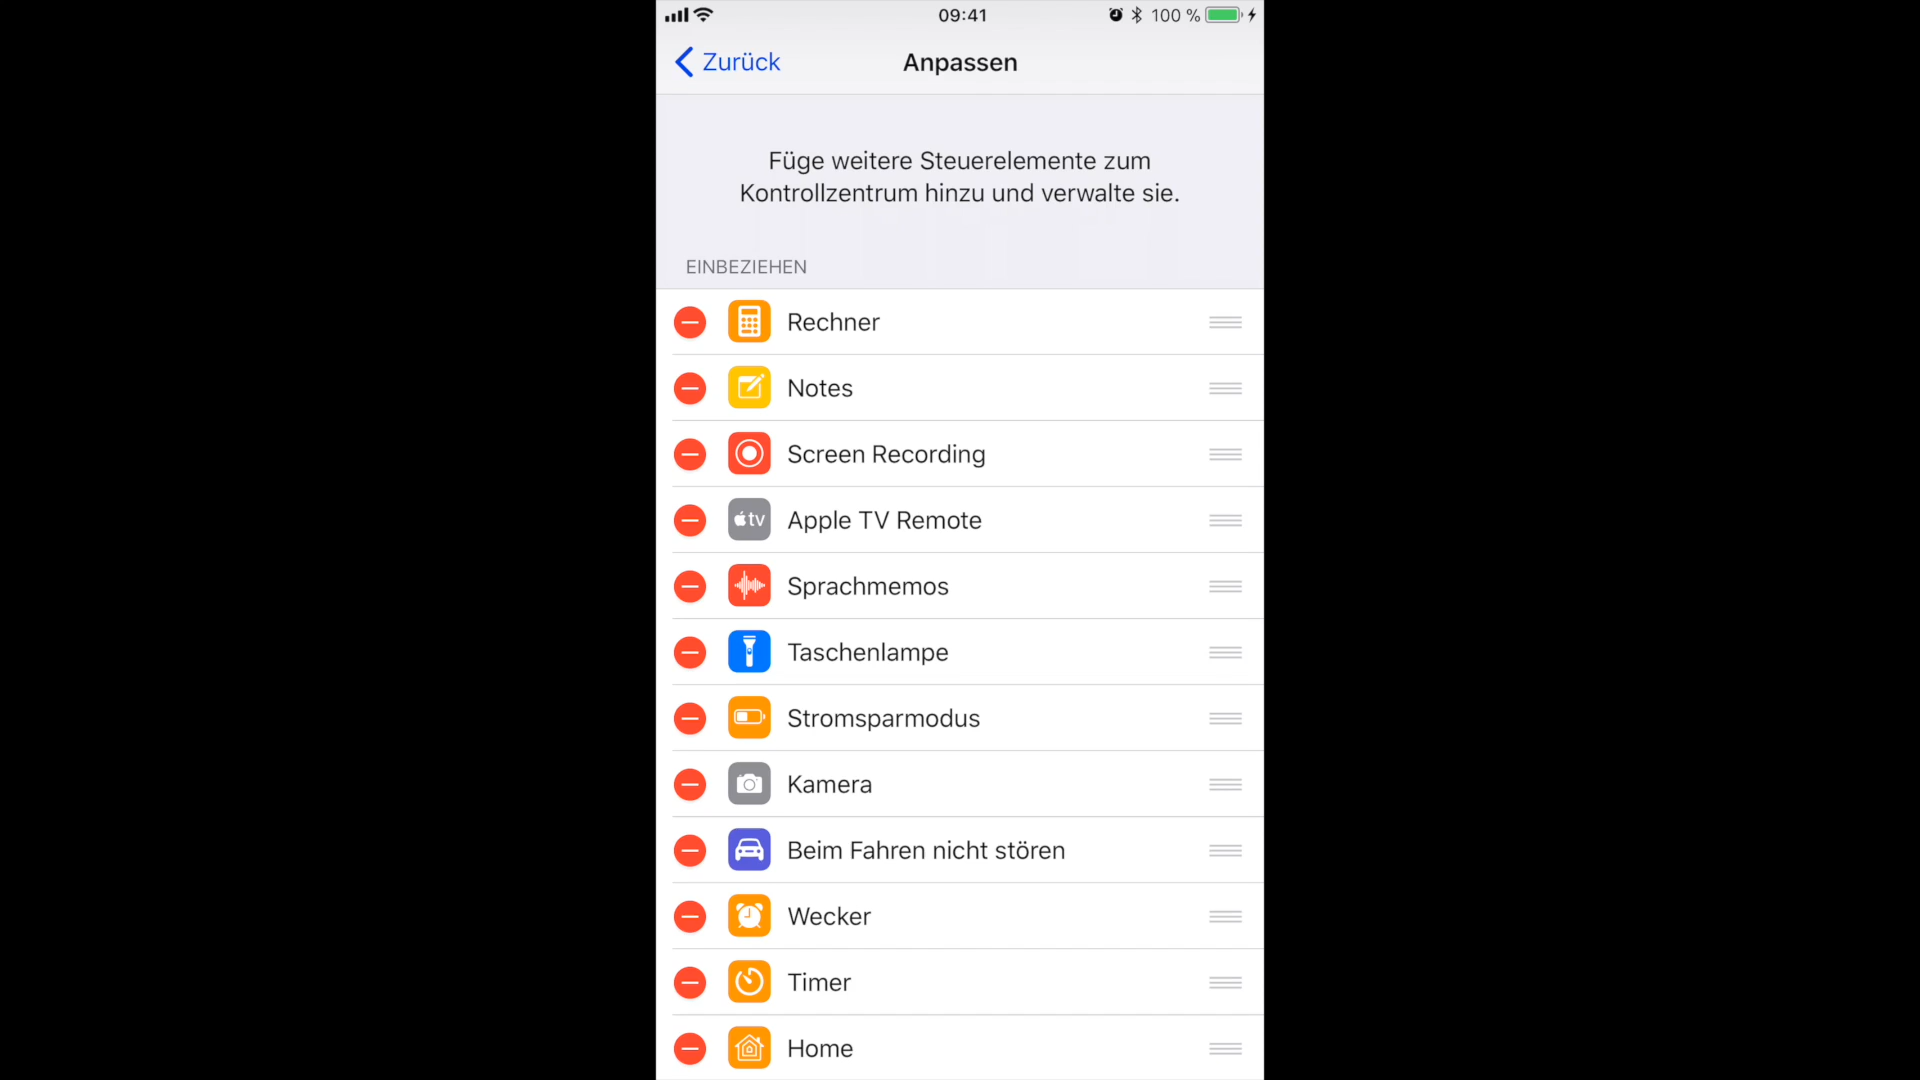 09:41
100 %
Zurück
Anpassen
Füge weitere Steuerelemente zum
Kontrollzentrum hinzu und verwalte sie.
EINBEZIEHEN
Rechner
Notes
Screen Recording
tv
Apple TV Remote
Sprachmemos
Taschenlampe
Stromsparmodus
Kamera
Beim Fahren nicht stören
Wecker
Timer
Home